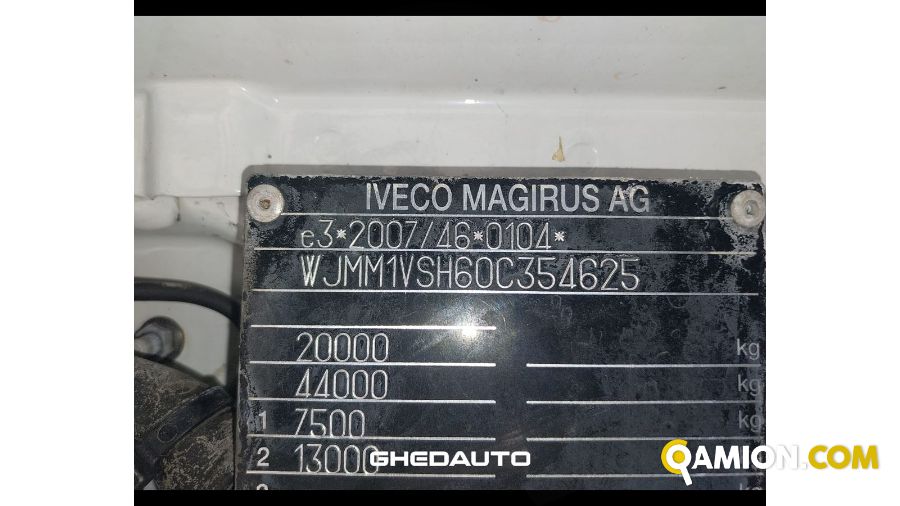 IVECO MAGIRUS AG
e3*2007/46*0104*
WJMM1VSH60C354625
20000 kg
44000 kg
1 7500 kg
2 13000
GHEDAUTO
QAMION.COM